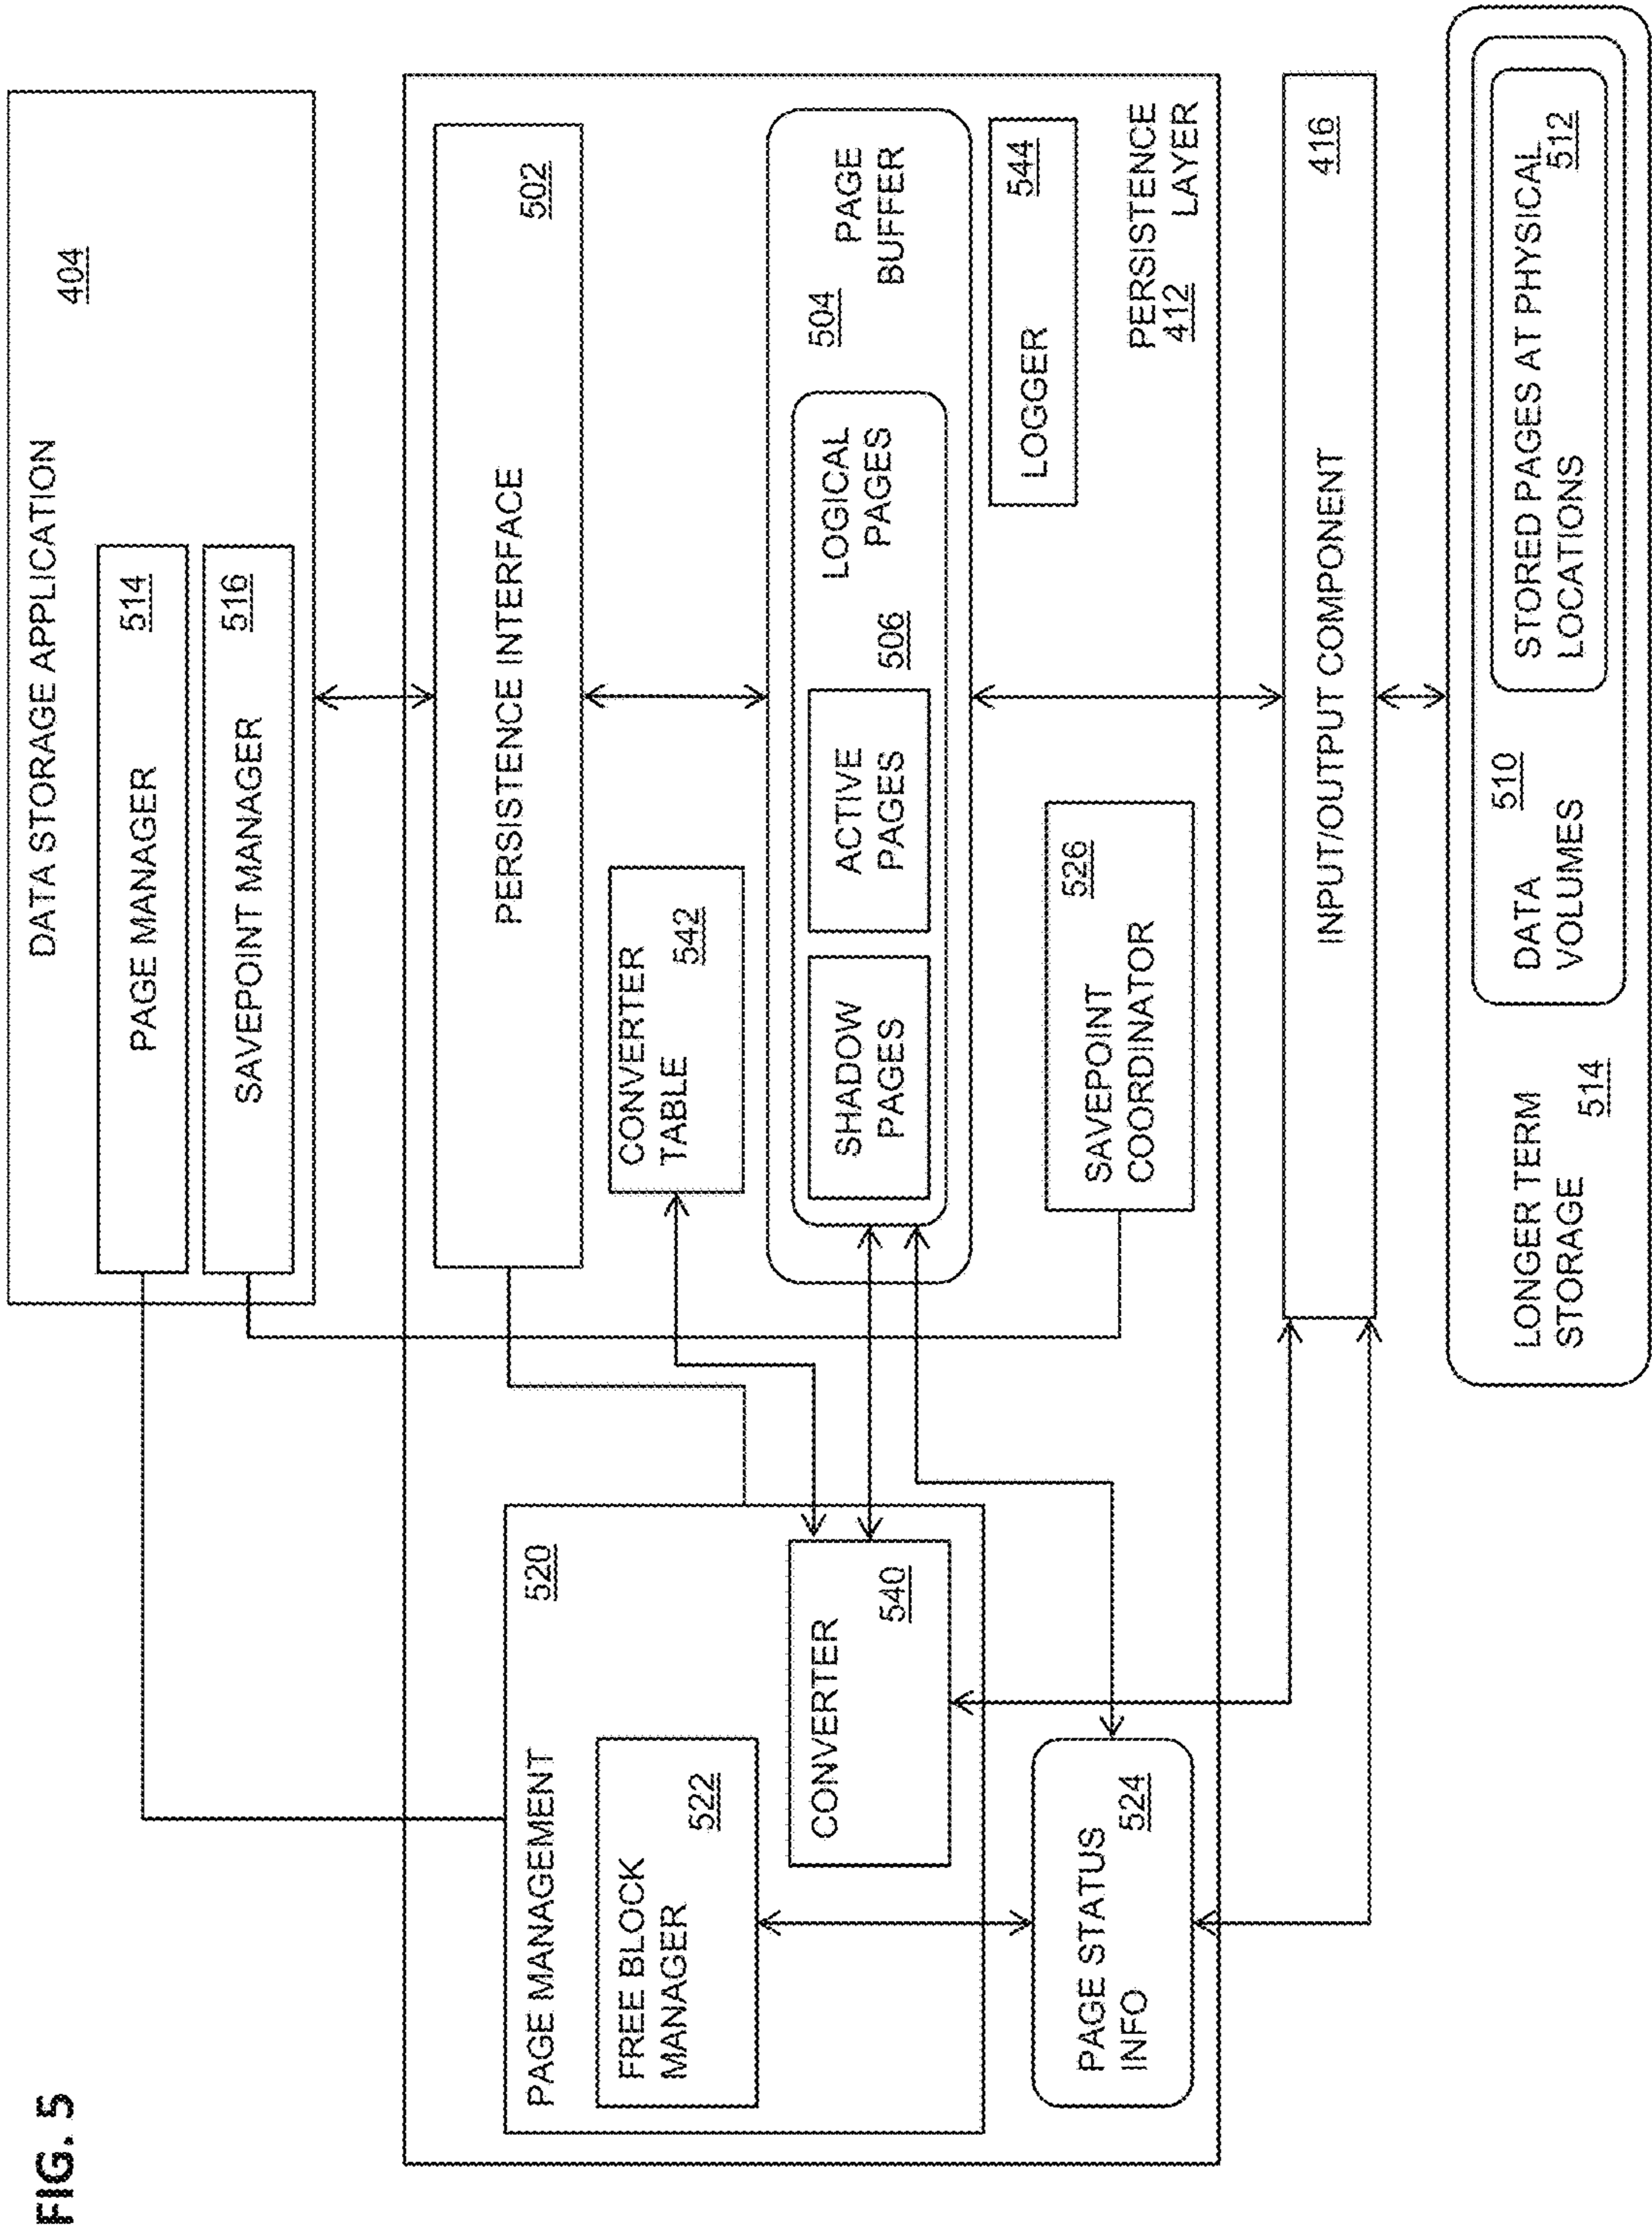 FIG. 5
DATA STORAGE APPLICATION
404
PAGE MANAGER
514
SAVEPOINT MANAGER
516
PERSISTENCE INTERFACE
502
PAGE MANAGEMENT
520
FREE BLOCK
MANAGER
522
CONVERTER
540
CONVERTER
TABLE
542
SHADOW
PAGES
ACTIVE
PAGES
LOGICAL
PAGES
506
504
PAGE
BUFFER
PAGE STATUS
INFO
524
SAVEPOINT
COORDINATOR
526
LOGGER
544
PERSISTENCE
LAYER
412
INPUT/OUTPUT COMPONENT
416
LONGER TERM
STORAGE
514
DATA
VOLUMES
510
STORED PAGES AT PHYSICAL
LOCATIONS
512